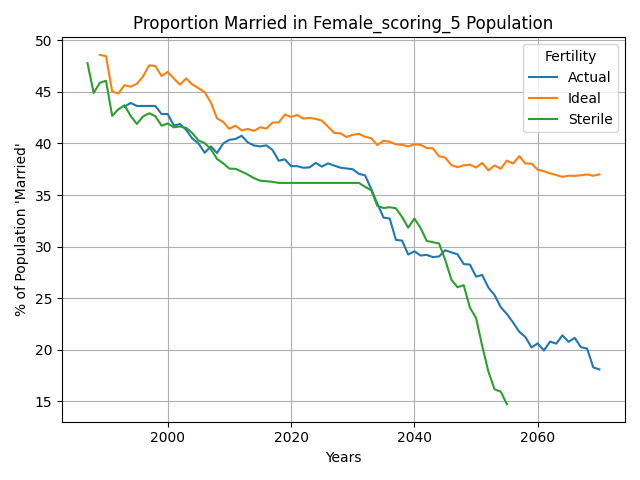 Proportion Married in Female_scoring_5 Population
% of Population 'Married'
50
45
40
35
30
25
20
15
Fertility
Actual
Ideal
Sterile
2000 2020 2040 2060
Years